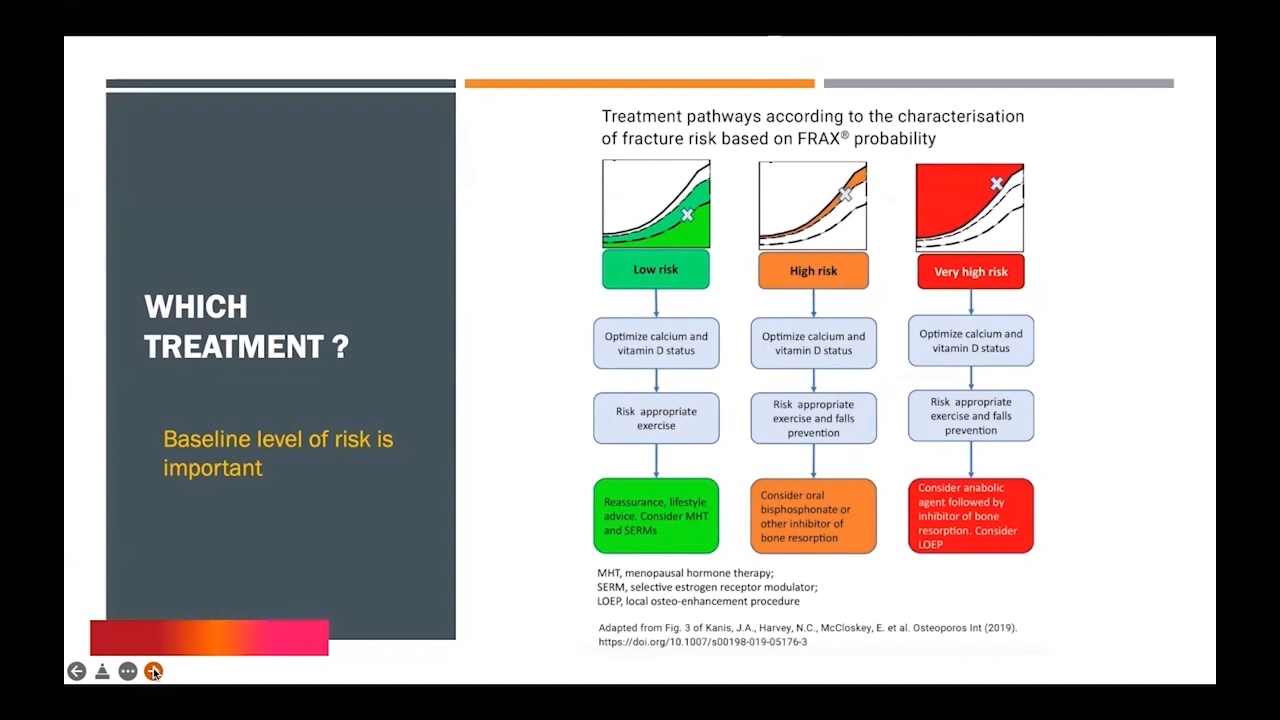 WHICH
TREATMENT ?
Baseline level of risk is
important
Treatment pathways according to the characterisation
of fracture risk based on FRAX® probability
Low risk
Optimize calcium and
vitamin D status
Risk appropriate
exercise
Reassurance, lifestyle
advice. Consider MHT
and SERMs
High risk
Optimize calcium and
vitamin D status
Risk appropriate
exercise and falls
prevention
Consider oral
bisphosphonate or
other inhibitor of
bone resorption
Very high risk
Optimize calcium and
vitamin D status
Risk appropriate
exercise and falls
prevention
Consider anabolic
agent followed by
inhibitor of bone
resorption. Consider
LOEP
MHT, menopausal hormone therapy;
SERM, selective estrogen receptor modulator;
LOEP, local osteo-enhancement procedure
Adapted from Fig. 3 of Kanis, J.A., Harvey, N.C., McCloskey, E. et al. Osteoporos Int (2019).
https://doi.org/10.1007/s00198-019-05176-3